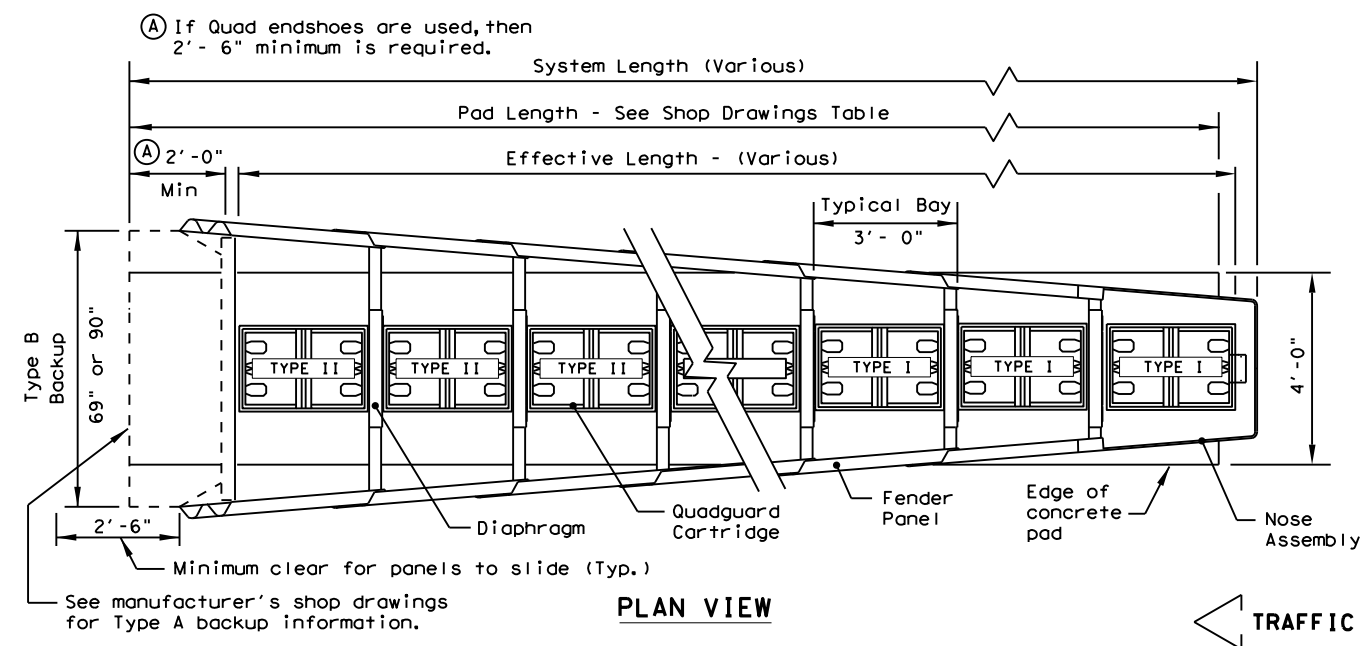 Ⓐ If Quad endshoes are used, then
2'- 6" minimum is required.
System Length (Various)
Pad Length - See Shop Drawings Table
Ⓐ 2'-0"
Min
Effective Length - (Various)
Typical Bay
3'- 0"
Type B
Backup
69" or 90"
TYPE II
TYPE II
TYPE II
TYPE I
TYPE I
TYPE I
4'-0"
2'-6"
Diaphragm
Quadguard
Cartridge
Fender
Panel
Edge of
concrete
pad
Nose
Assembly
Minimum clear for panels to slide (Typ.)
See manufacturer's shop drawings
for Type A backup information.
PLAN VIEW
TRAFFIC